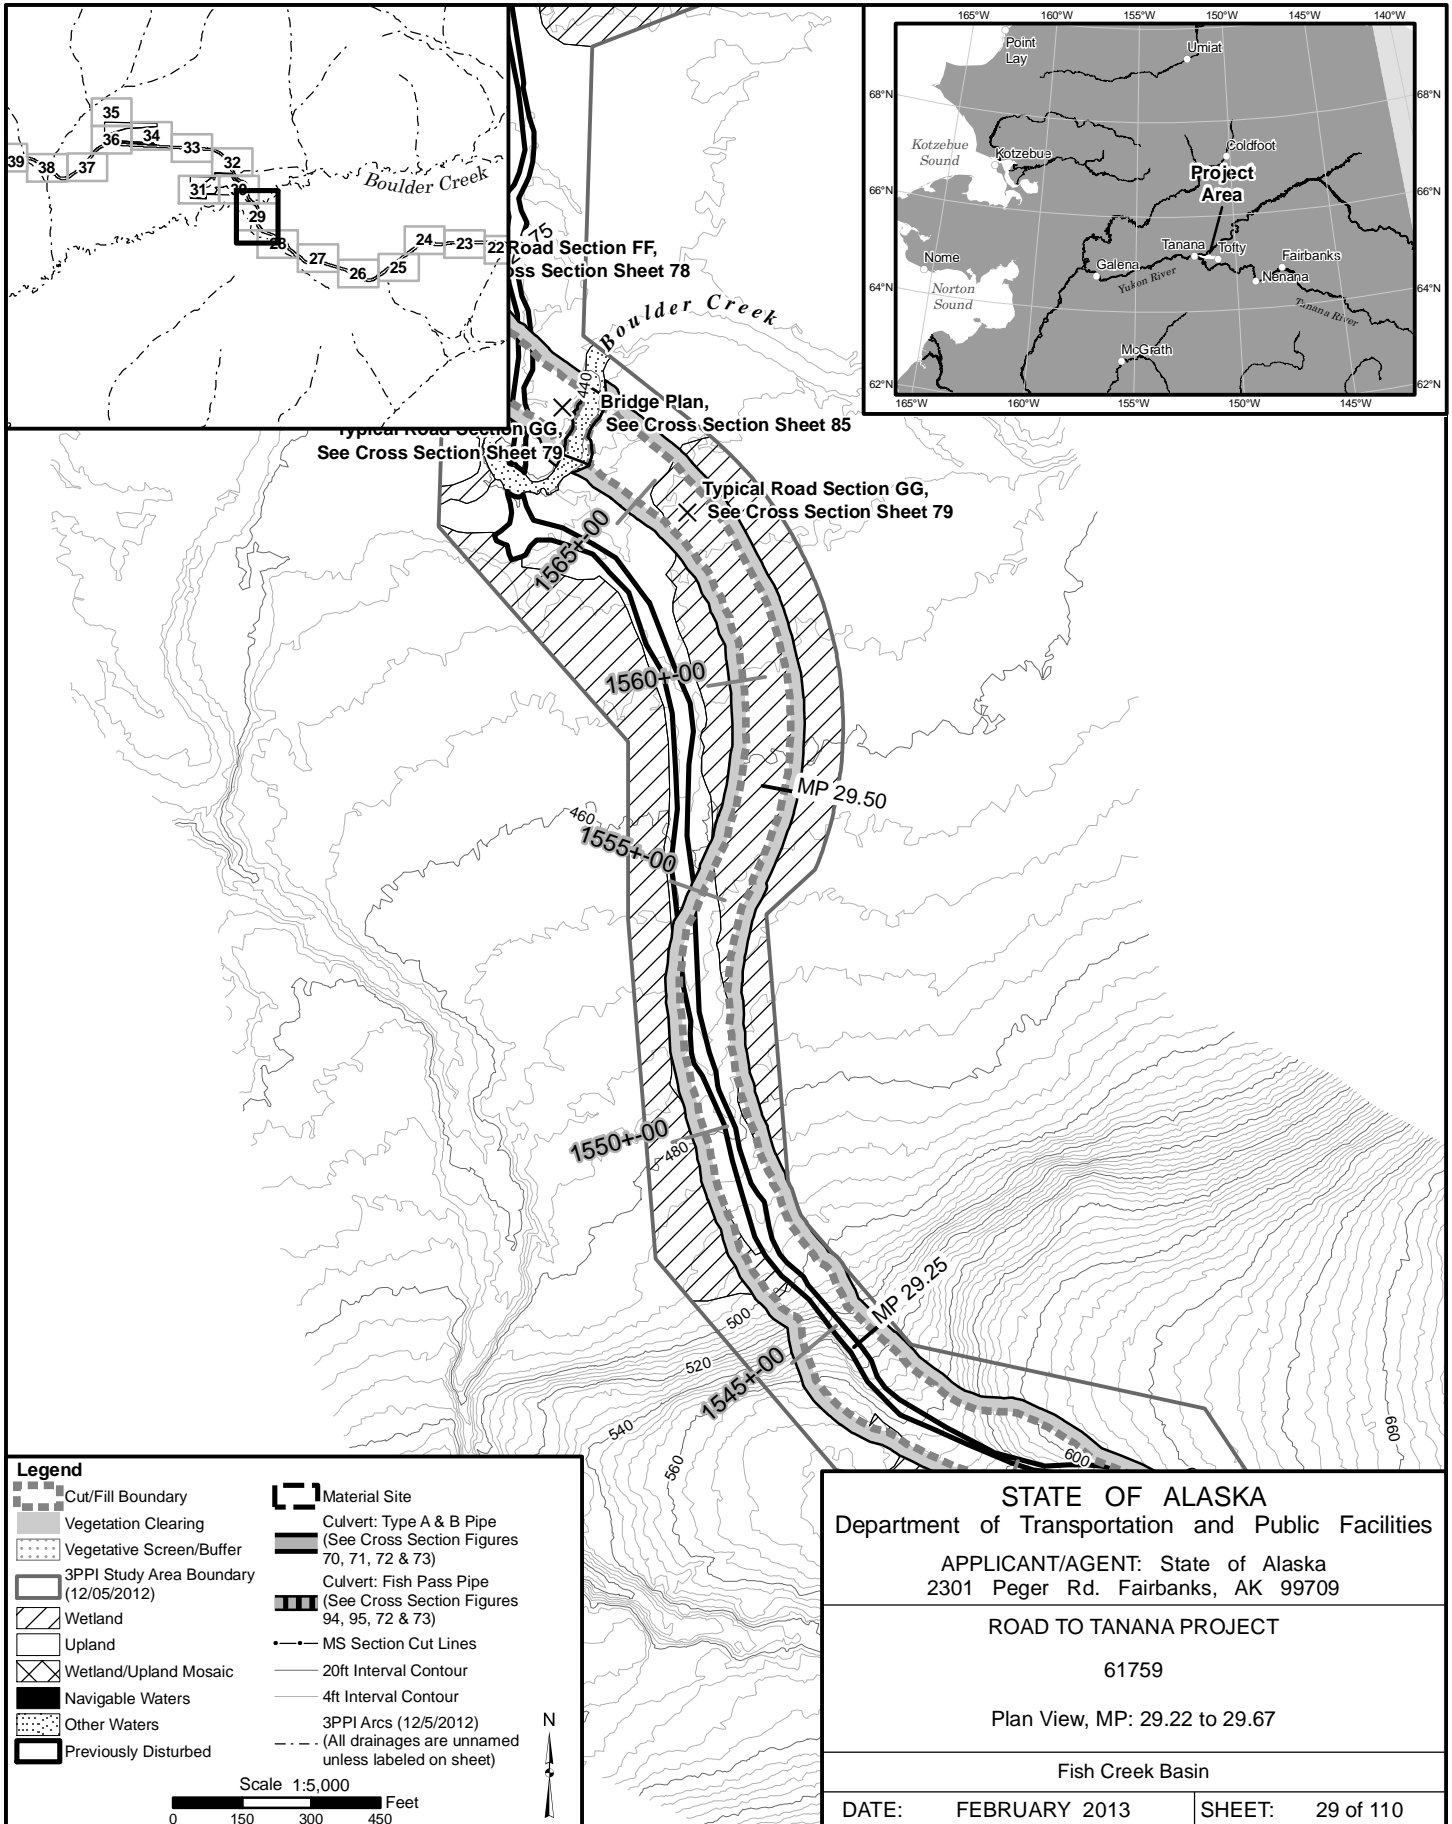 35
34
36
33
39
38
37
32
31
29
27
26
25
24
23
22
Boulder Creek
75
Road Section FF,
oss Section Sheet 78
Boulder Creek
440
Bridge Plan,
See Cross Section Sheet 85
Typical Road Section GG,
See Cross Section Sheet 79
Typical Road Section GG,
See Cross Section Sheet 79
165°W
160°W
155°W
150°W
145°W
140°W
Point
Lay
Umiat
68°N
68°N
Kotzebue
Sound
Kotzebue
Coldfoot
Project
Area
66°N
66°N
Nome
Norton
Sound
Galena
Tanana
Tofty
Fairbanks
Nenana
Yukon River
Tanana River
64°N
64°N
McGrath
62°N
62°N
165°W
160°W
155°W
150°W
145°W
1565+-00
1560+-00
MP 29.50
460
1555+-00
1550+-00
480
MP 29.25
500
520
1545+-00
540
560
600
660
Legend
Cut/Fill Boundary
Vegetation Clearing
Vegetative Screen/Buffer
3PPI Study Area Boundary
(12/05/2012)
Wetland
Upland
Wetland/Upland Mosaic
Navigable Waters
Other Waters
Previously Disturbed
Material Site
Culvert: Type A & B Pipe
(See Cross Section Figures
70, 71, 72 & 73)
Culvert: Fish Pass Pipe
(See Cross Section Figures
94, 95, 72 & 73)
MS Section Cut Lines
20ft Interval Contour
4ft Interval Contour
3PPI Arcs (12/5/2012)
(All drainages are unnamed
unless labeled on sheet)
N
Scale 1:5,000
Feet
0 150 300 450
STATE OF ALASKA
Department of Transportation and Public Facilities
APPLICANT/AGENT: State of Alaska
2301 Peger Rd. Fairbanks, AK 99709
ROAD TO TANANA PROJECT
61759
Plan View, MP: 29.22 to 29.67
Fish Creek Basin
DATE: FEBRUARY 2013
SHEET: 29 of 110